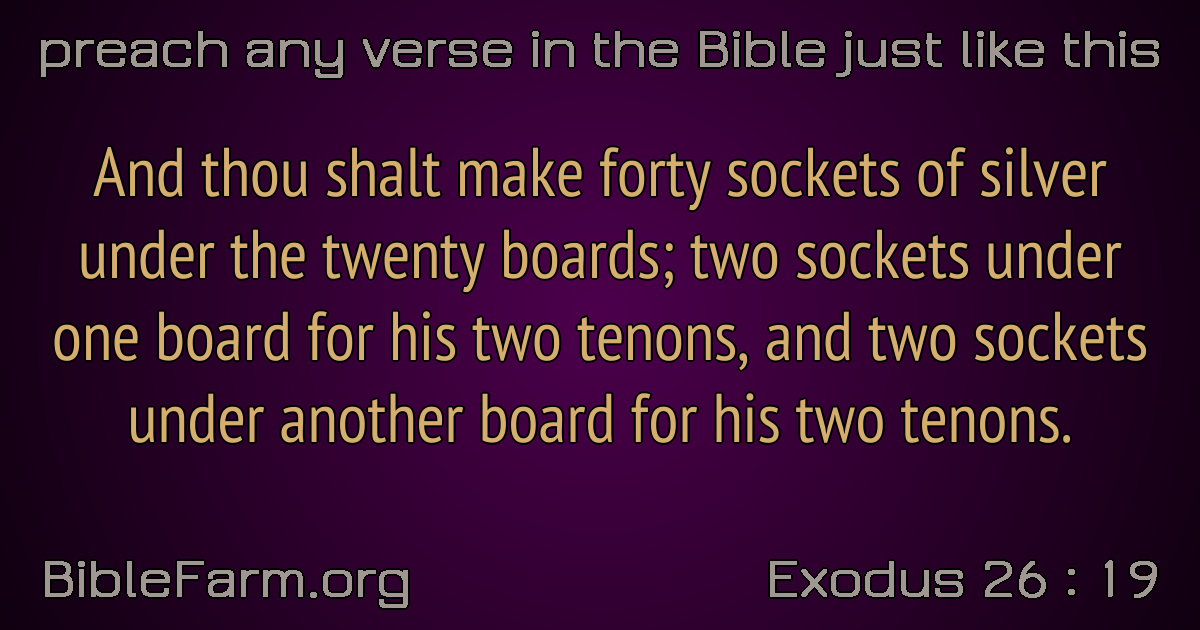 preach any verse in the Bible just like this
And thou shalt make forty sockets of silver
under the twenty boards; two sockets under
one board for his two tenons, and two sockets
under another board for his two tenons.
BibleFarm.org
Exodus 26 : 19